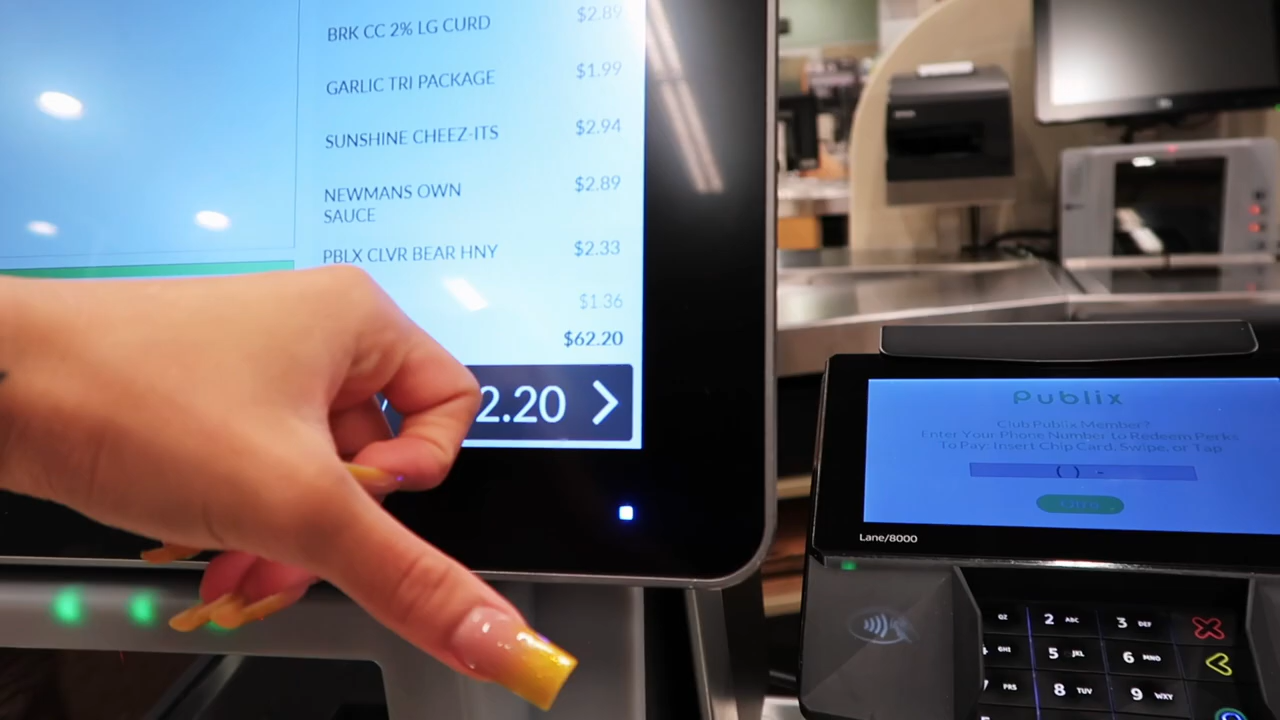 BRK CC 2% LG CURD $2.89
GARLIC TRI PACKAGE $1.99
SUNSHINE CHEEZ-ITS $2.94
NEWMANS OWN $2.89
SAUCE
PBLX CLVR BEAR HNY $2.33
$1.36
$62.20
2.20
Publix
Club Publix Member?
Enter Your Phone Number to Redeem Perks
To Pay: Insert Chip Card, Swipe, or Tap
( ) -
Lane/8000
QZ 2 ABC 3 DEF
GHI 5 JKL 6 MNO
PRS 8 TUV 9 WXY